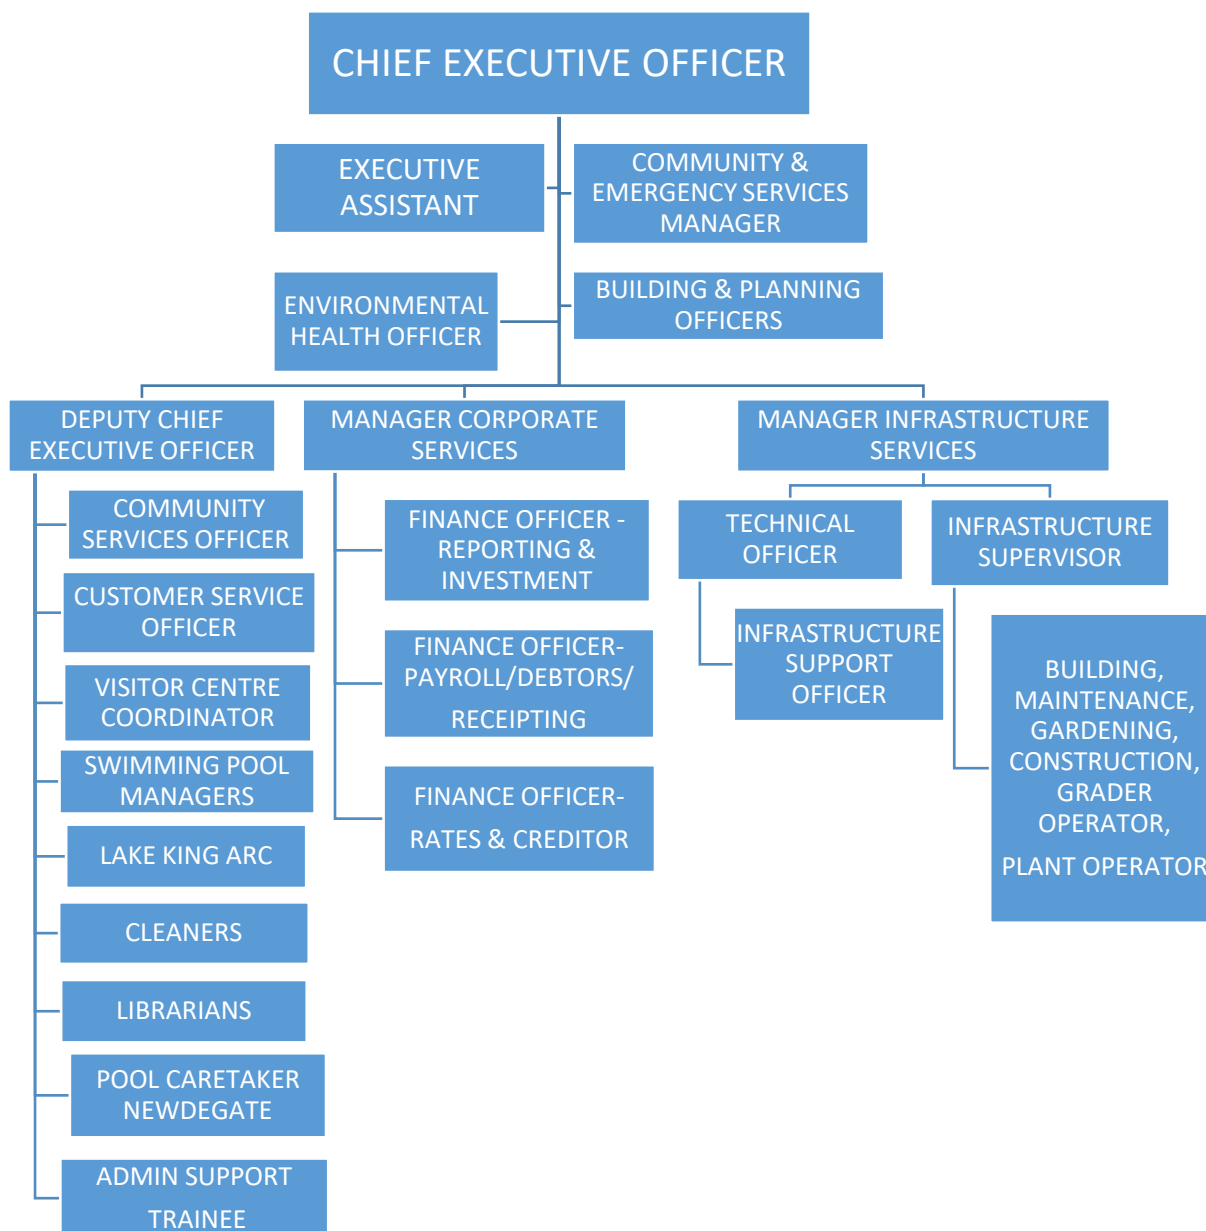 CHIEF EXECUTIVE OFFICER
EXECUTIVE
ASSISTANT
COMMUNITY &
EMERGENCY SERVICES
MANAGER
ENVIRONMENTAL
HEALTH OFFICER
BUILDING & PLANNING
OFFICERS
DEPUTY CHIEF
EXECUTIVE OFFICER
MANAGER CORPORATE
SERVICES
MANAGER INFRASTRUCTURE
SERVICES
COMMUNITY
SERVICES OFFICER
CUSTOMER SERVICE
OFFICER
VISITOR CENTRE
COORDINATOR
SWIMMING POOL
MANAGERS
LAKE KING ARC
CLEANERS
LIBRARIANS
POOL CARETAKER
NEWDEGATE
ADMIN SUPPORT
TRAINEE
FINANCE OFFICER -
REPORTING &
INVESTMENT
FINANCE OFFICER-
PAYROLL/DEBTORS/
RECEIPTING
FINANCE OFFICER-
RATES & CREDITOR
TECHNICAL
OFFICER
INFRASTRUCTURE
SUPPORT
OFFICER
INFRASTRUCTURE
SUPERVISOR
BUILDING,
MAINTENANCE,
GARDENING,
CONSTRUCTION,
GRADER
OPERATOR,
PLANT OPERATOR